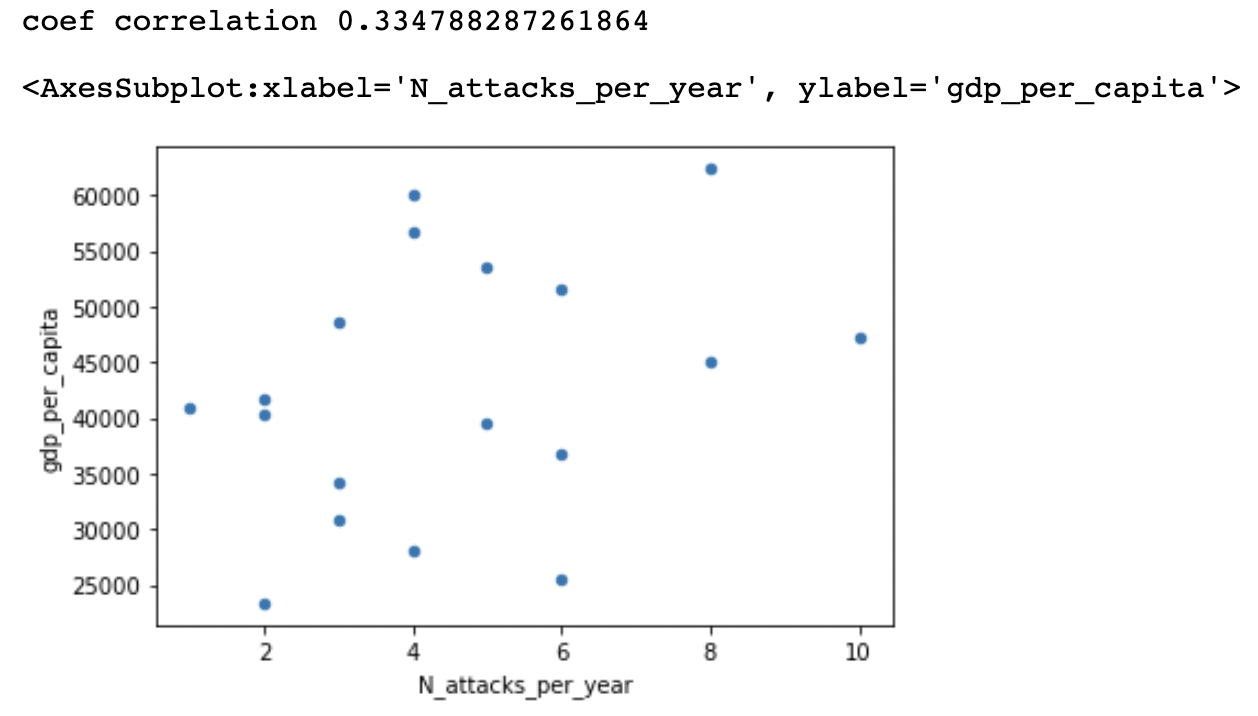 coef correlation 0.334788287261864
<AxesSubplot:xlabel='N_attacks_per_year', ylabel='gdp_per_capita'>
60000
55000
50000
45000
40000
35000
30000
25000
gdp_per_capita
2 4 6 8 10
N_attacks_per_year